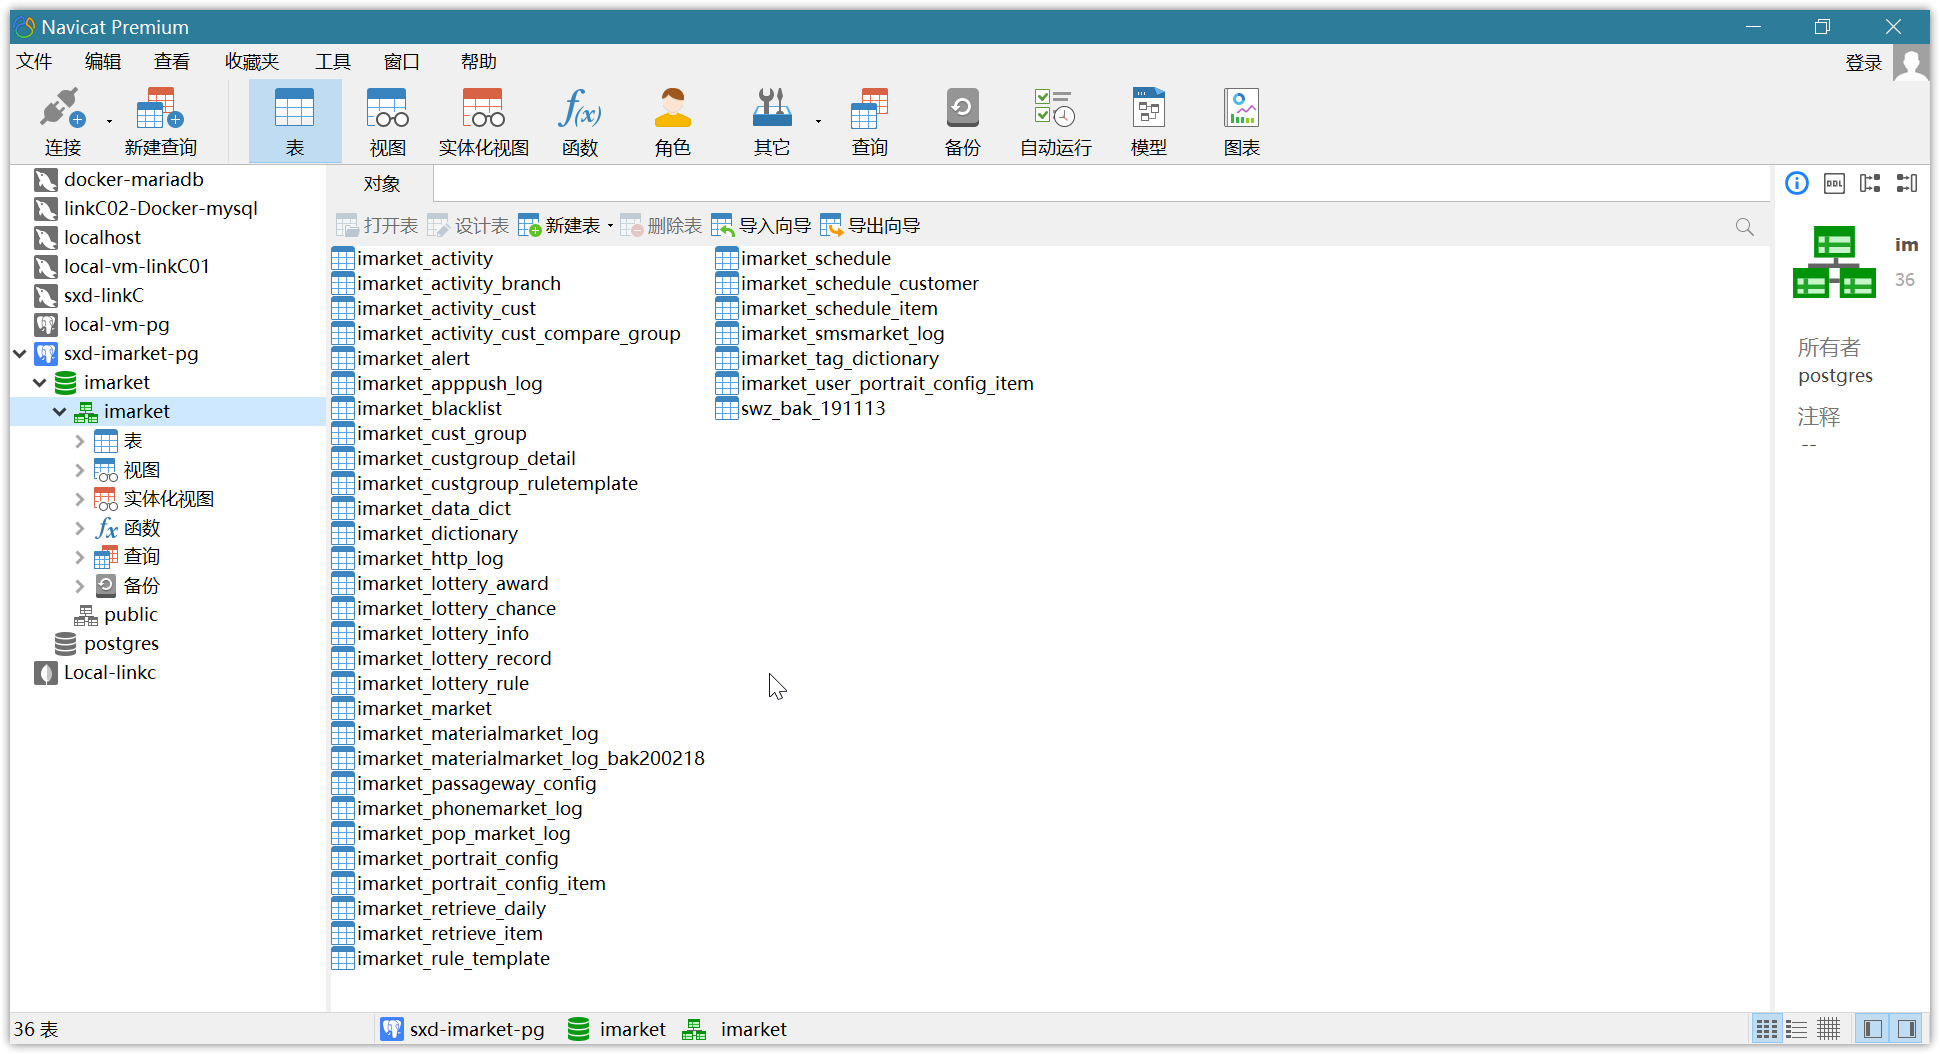 Navicat Premium
文件 编辑 查看 收藏夹 工具 窗口 帮助 登录
连接 新建查询 表 视图 实体化视图 函数 角色 其它 查询 备份 自动运行 模型 图表
docker-mariadb
linkC02-Docker-mysql
localhost
local-vm-linkC01
sxd-linkC
local-vm-pg
sxd-imarket-pg
imarket
imarket
表
视图
实体化视图
函数
查询
备份
public
postgres
Local-linkc
对象
打开表 设计表 新建表 删除表 导入向导 导出向导
imarket_activity
imarket_activity_branch
imarket_activity_cust
imarket_activity_cust_compare_group
imarket_alert
imarket_apppush_log
imarket_blacklist
imarket_cust_group
imarket_custgroup_detail
imarket_custgroup_ruletemplate
imarket_data_dict
imarket_dictionary
imarket_http_log
imarket_lottery_award
imarket_lottery_chance
imarket_lottery_info
imarket_lottery_record
imarket_lottery_rule
imarket_market
imarket_materialmarket_log
imarket_materialmarket_log_bak200218
imarket_passageway_config
imarket_phonemarket_log
imarket_pop_market_log
imarket_portrait_config
imarket_portrait_config_item
imarket_retrieve_daily
imarket_retrieve_item
imarket_rule_template
imarket_schedule
imarket_schedule_customer
imarket_schedule_item
imarket_smsmarket_log
imarket_tag_dictionary
imarket_user_portrait_config_item
swz_bak_191113
DDL
im
36
所有者
postgres
注释
--
36 表
sxd-imarket-pg imarket imarket